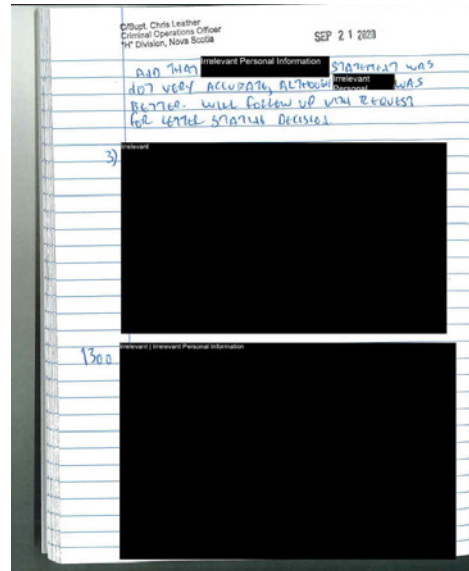 C/Supt. Chris Leather
Criminal Operations Officer
"H" Division, Nova Scotia
SEP 21 2020
AND THAT Irrelevant Personal Information STATEMENT WAS
NOT VERY ACCURATE, ALTHOUGH Irrelevant Personal WAS
BETTER. WILL FOLLOW UP WITH REQUEST
FOR LETTER STATING DECISION.
3) Irrelevant
1300 Irrelevant | Irrelevant Personal Information